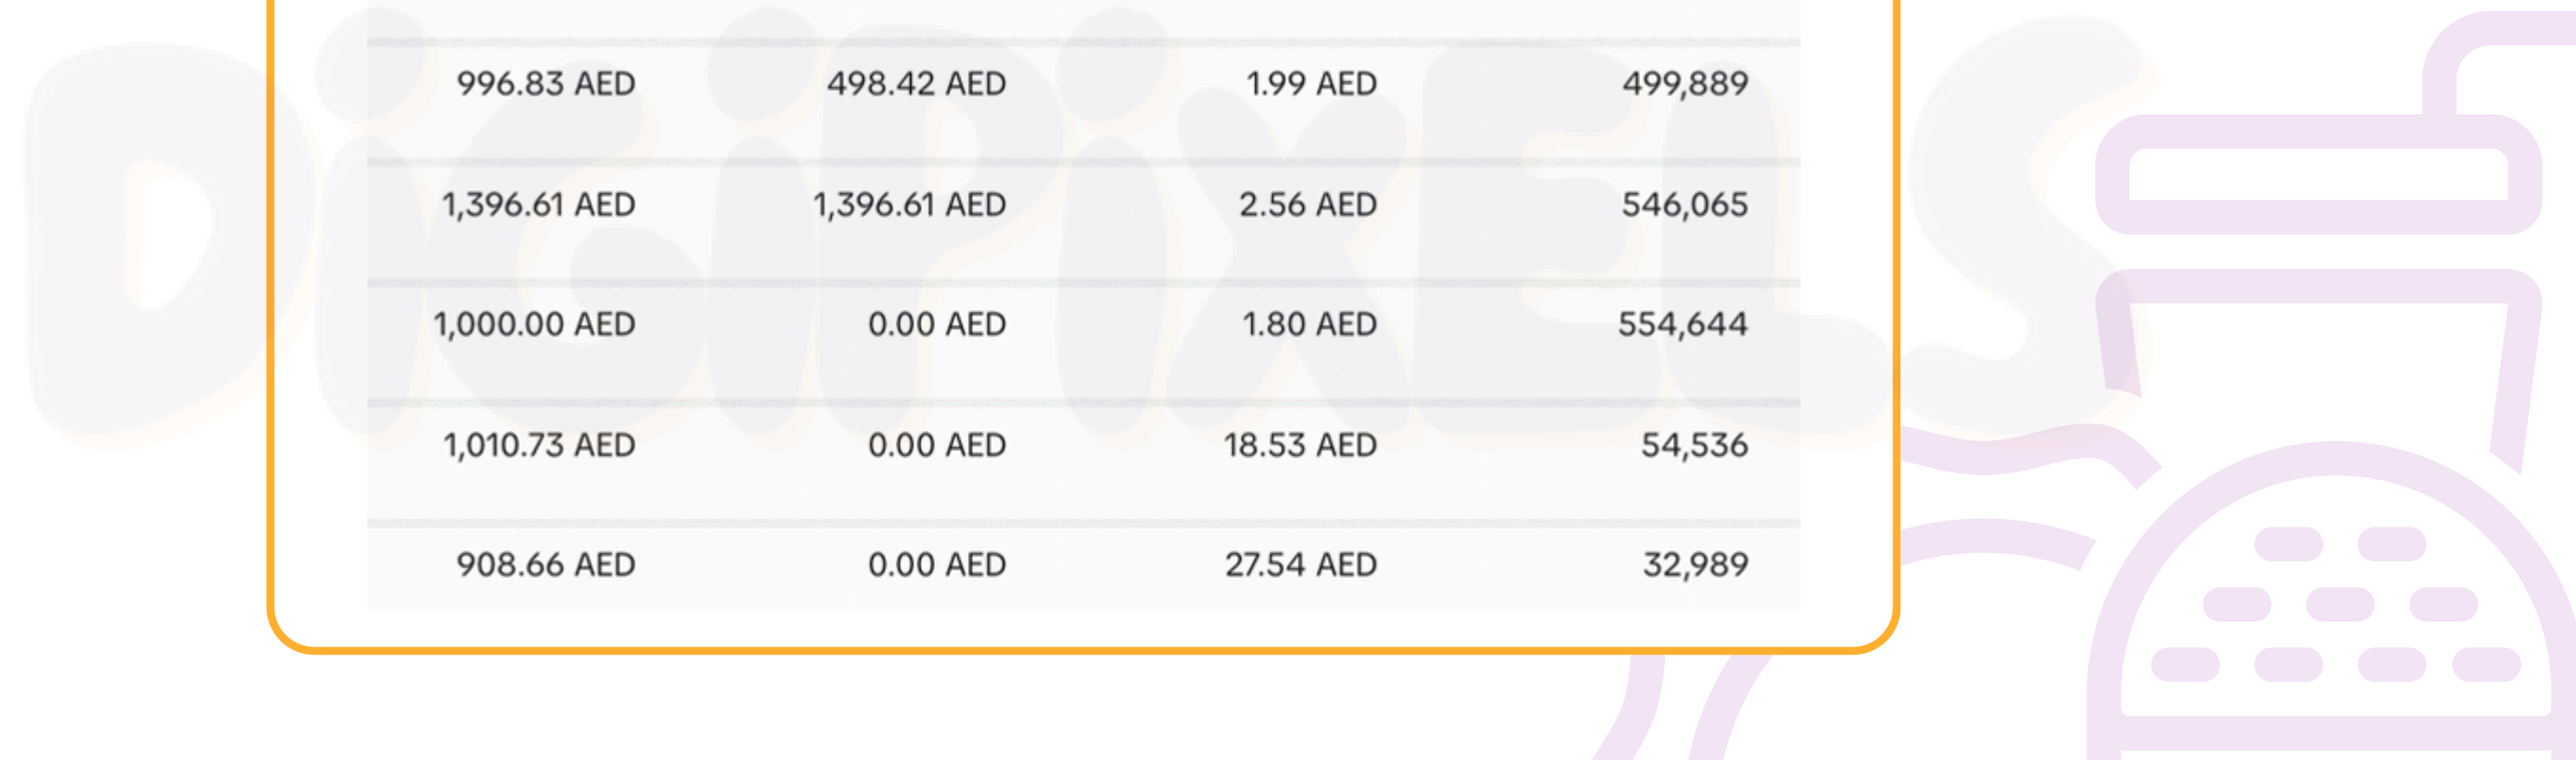 DiGiPiXELS
996.83 AED 498.42 AED 1.99 AED 499,889
1,396.61 AED 1,396.61 AED 2.56 AED 546,065
1,000.00 AED 0.00 AED 1.80 AED 554,644
1,010.73 AED 0.00 AED 18.53 AED 54,536
908.66 AED 0.00 AED 27.54 AED 32,989